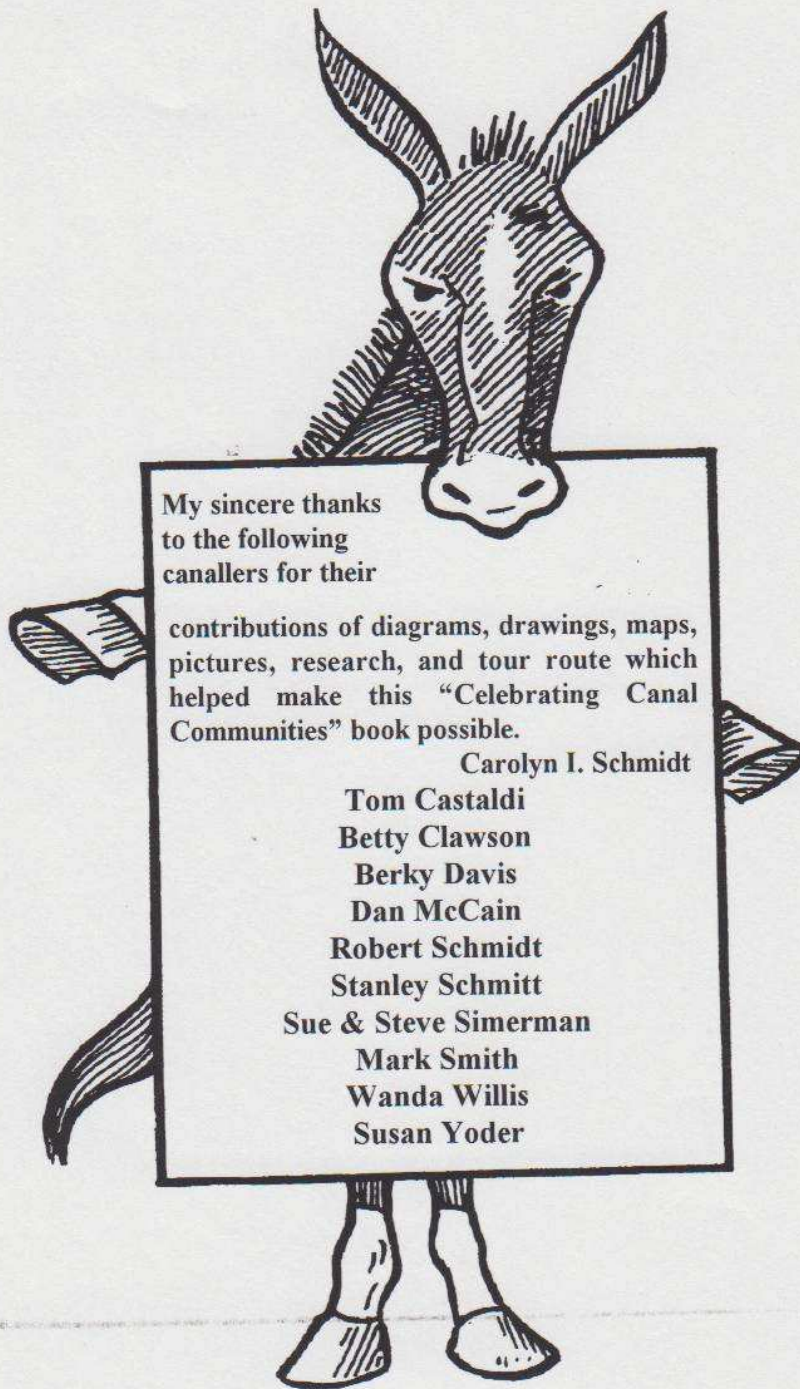 My sincere thanks
to the following
canallers for their
contributions of diagrams, drawings, maps,
pictures, research, and tour route which
helped make this “Celebrating Canal
Communities” book possible.
Carolyn I. Schmidt
Tom Castaldi
Betty Clawson
Berky Davis
Dan McCain
Robert Schmidt
Stanley Schmitt
Sue & Steve Simerman
Mark Smith
Wanda Willis
Susan Yoder